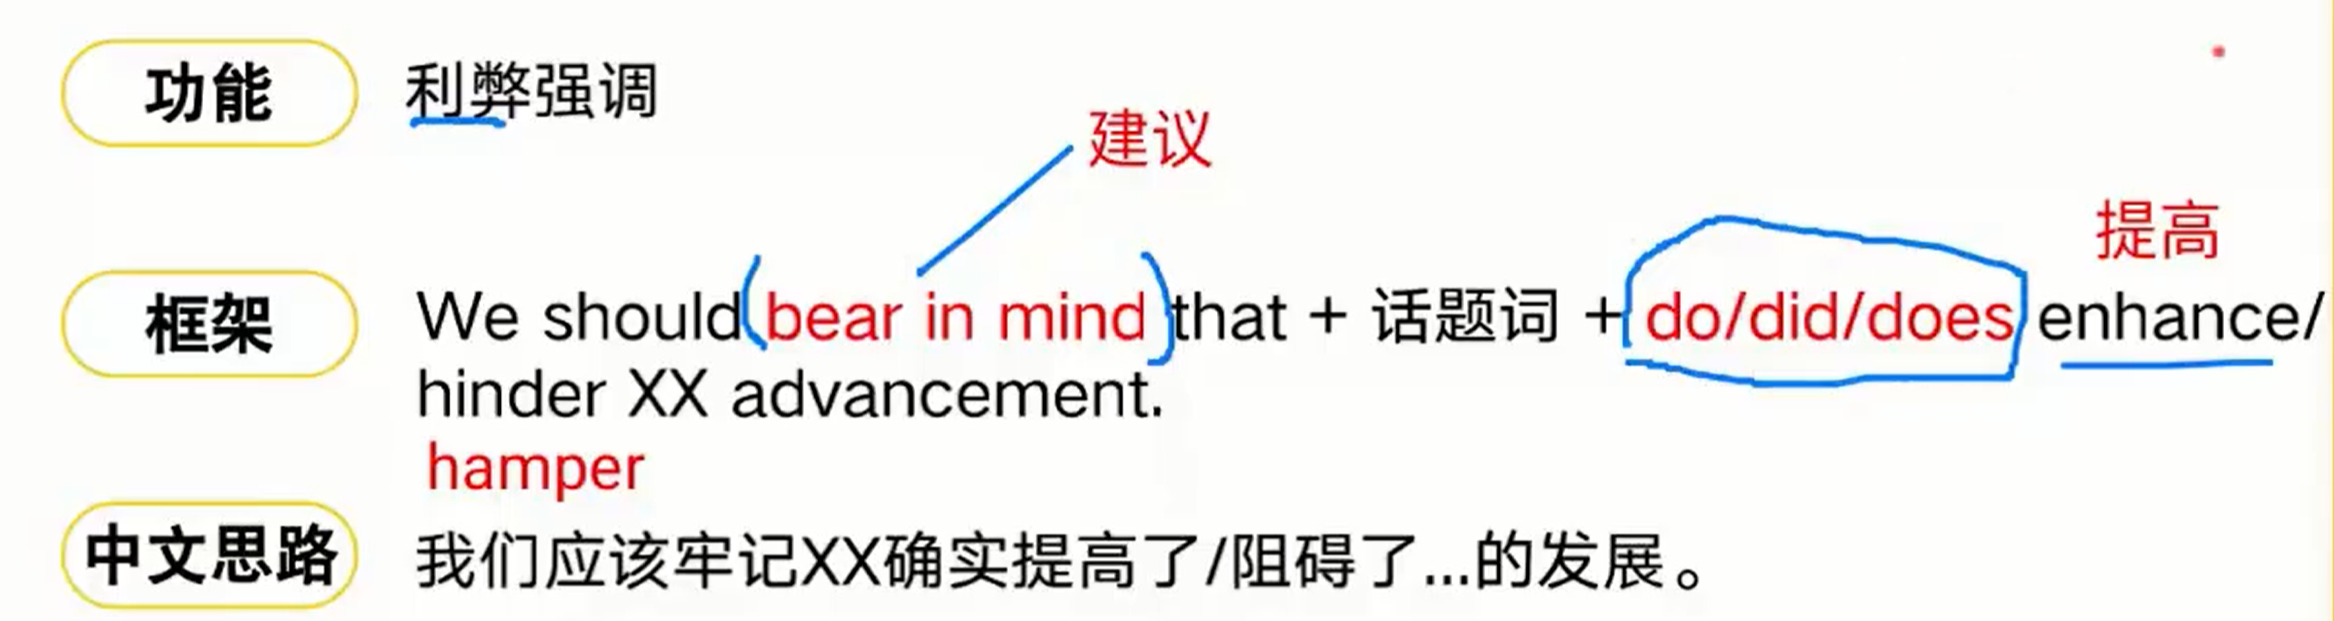 功能
利弊强调
建议
提高
框架
We should bear in mind that + 话题词 + do/did/does enhance/
hinder XX advancement.
hamper
中文思路
我们应该牢记XX确实提高了/阻碍了...的发展。